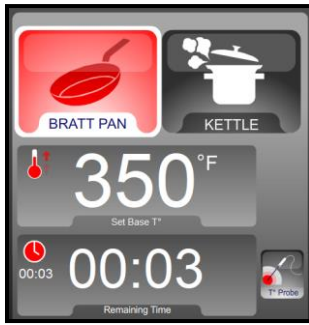 BRATT PAN
KETTLE
350°F
Set Base T°
00:03
00:03
Remaining Time
T° Probe